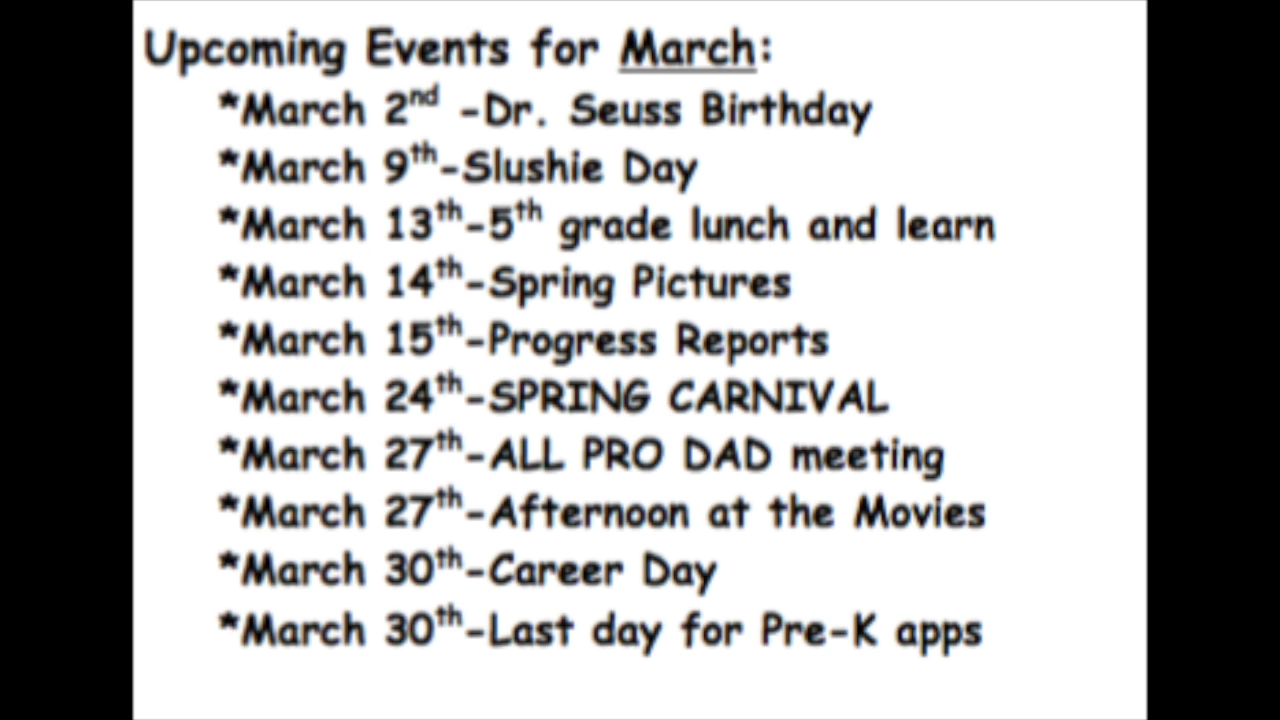 Upcoming Events for March:
*March 2nd -Dr. Seuss Birthday
*March 9th-Slushie Day
*March 13th-5th grade lunch and learn
*March 14th-Spring Pictures
*March 15th-Progress Reports
*March 24th-SPRING CARNIVAL
*March 27th-ALL PRO DAD meeting
*March 27th-Afternoon at the Movies
*March 30th-Career Day
*March 30th-Last day for Pre-K apps